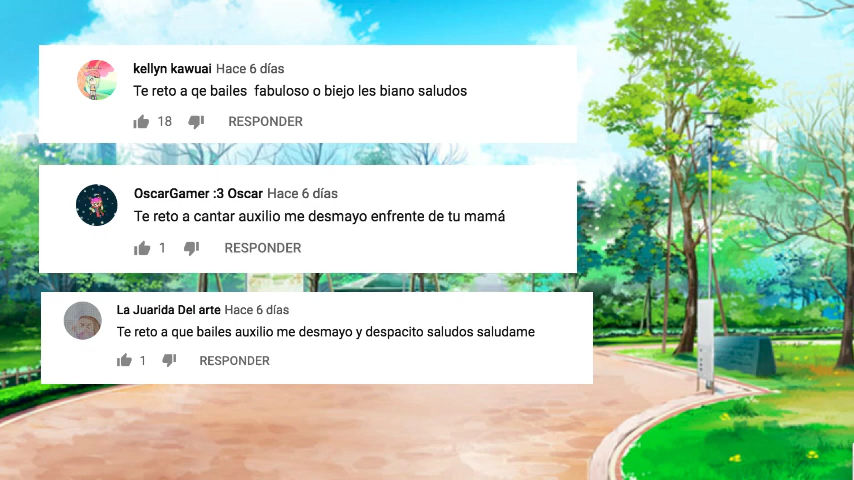 kellyn kawuai Hace 6 días
Te reto a qe bailes fabuloso o biejo les biano saludos
18 RESPONDER
OscarGamer :3 Oscar Hace 6 días
Te reto a cantar auxilio me desmayo enfrente de tu mamá
1 RESPONDER
La Juarida Del arte Hace 6 días
Te reto a que bailes auxilio me desmayo y despacito saludos saludame
1 RESPONDER